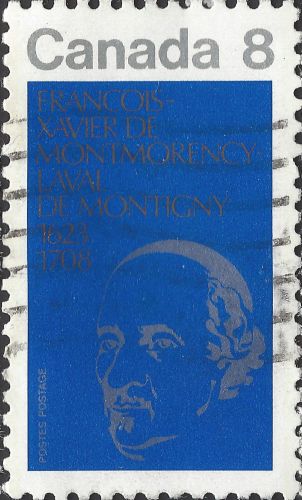 Canada 8
FRANÇOIS-
XAVIER DE
MONTMORENCY-
LAVAL
DE MONTIGNY
1623
1708
POSTES POSTAGE